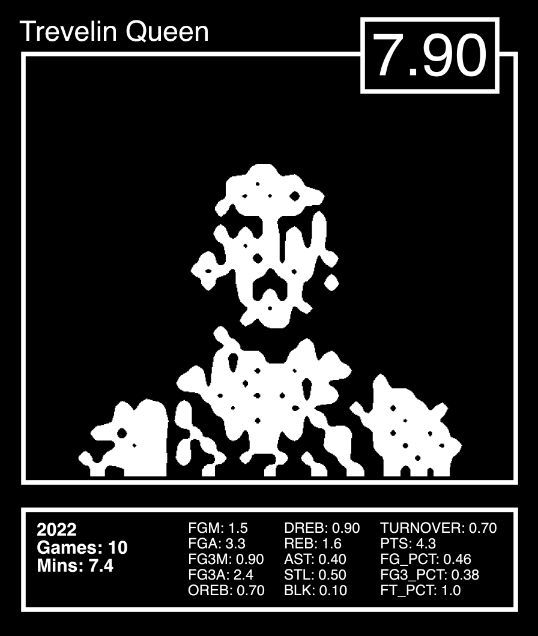 Trevelin Queen
7.90
2022
Games: 10
Mins: 7.4
FGM: 1.5
FGA: 3.3
FG3M: 0.90
FG3A: 2.4
OREB: 0.70
DREB: 0.90
REB: 1.6
AST: 0.40
STL: 0.50
BLK: 0.10
TURNOVER: 0.70
PTS: 4.3
FG_PCT: 0.46
FG3_PCT: 0.38
FT_PCT: 1.0